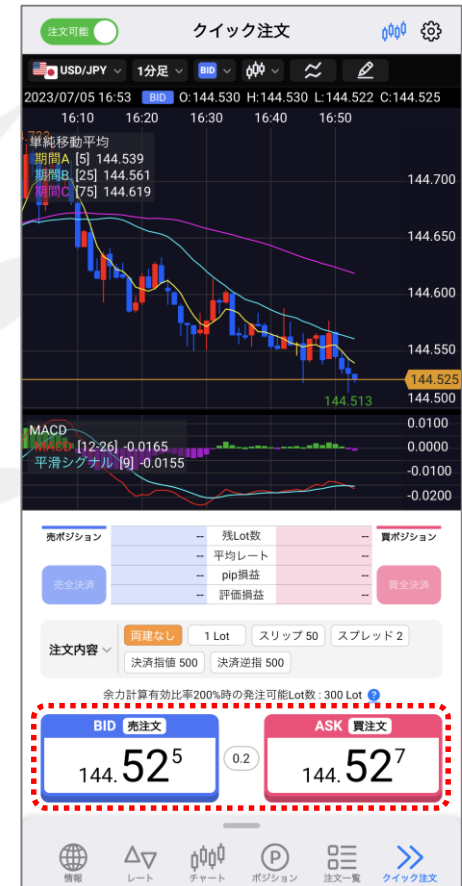 注文可能 クイック注文
USD/JPY 1分足 BID
2023/07/05 16:53 BID O:144.530 H:144.530 L:144.522 C:144.525
16:10 16:20 16:30 16:40 16:50
単純移動平均
期間A [5] 144.539
期間B [25] 144.561
期間C [75] 144.619
144.700
144.650
144.600
144.550
144.525
144.513
144.500
MACD
MACD [12-26] -0.0165
平滑シグナル [9] -0.0155
0.0100
0.0000
-0.0100
-0.0200
売ポジション -- 残Lot数 -- 買ポジション
-- 平均レート --
売全決済 -- pip損益 -- 買全決済
-- 評価損益 --
注文内容 両建なし 1 Lot スリップ 50 スプレッド 2
決済指値 500 決済逆指 500
余力計算有効比率200%時の発注可能Lot数 : 300 Lot ?
BID 売注文 ASK 買注文
144.525 0.2 144.527
情報 レート チャート ポジション 注文一覧 クイック注文